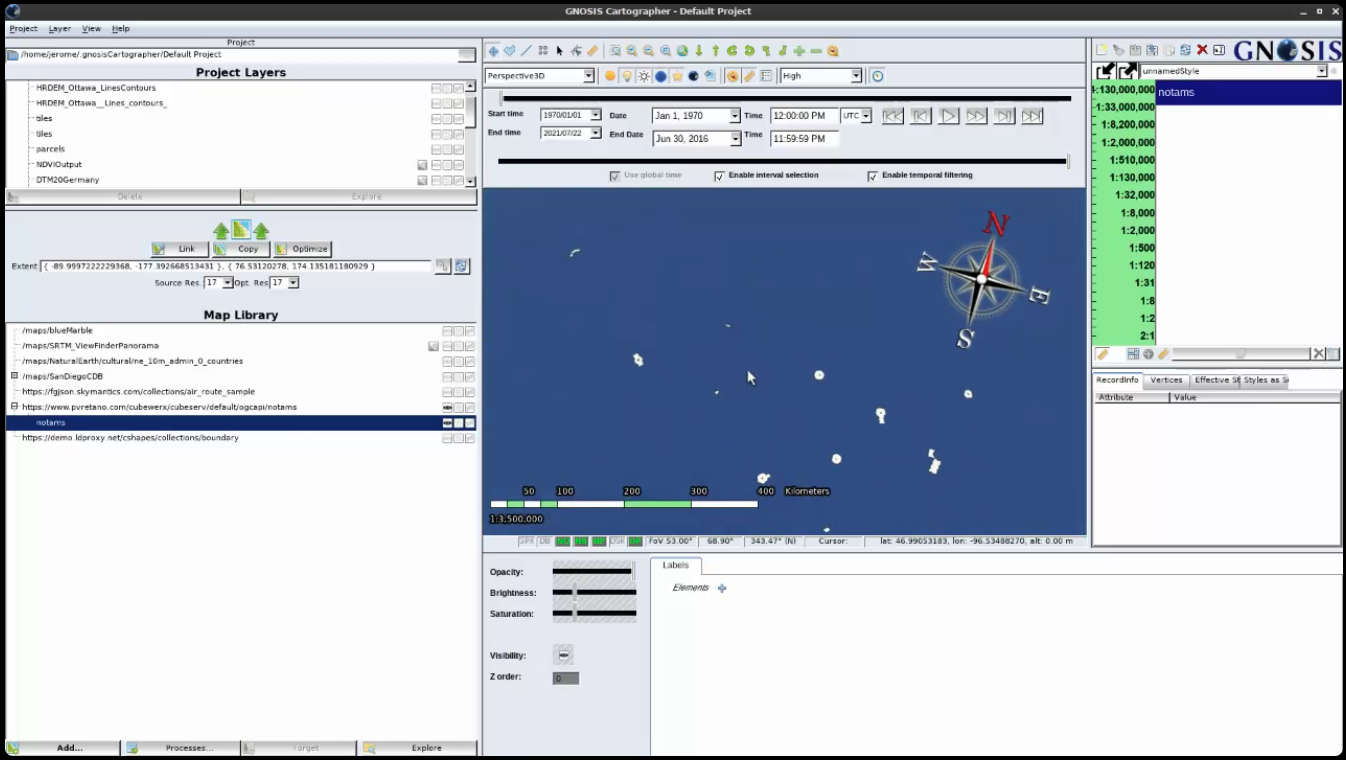 GNOSIS Cartographer - Default Project
Project Layer View Help
Project
/home/jerome/.gnosisCartographer/Default Project
Project Layers
HRDEM_Ottawa_LinesContours
HRDEM_Ottawa__Lines_contours_
tiles
tiles
parcels
NDVIOutput
DTM20Germany
Delete Explore
Link Copy Optimize
Extent { -89.9997222229368, -177.392668513431 }, { 76.53120278, 174.135181180929 }
Source Res. 17 Opt. Res 17
Map Library
/maps/blueMarble
/maps/SRTM_ViewFinderPanorama
/maps/NaturalEarth/cultural/ne_10m_admin_0_countries
/maps/SanDiegoCDB
https://fgjson.skymantics.com/collections/air_route_sample
https://www.pvretano.com/cubewerx/cubeserv/default/ogcapi/notams
notams
https://demo.ldproxy.net/cshapes/collections/boundary
Add... Processes... Target Explore
Perspective3D High
Start time 1970/01/01 Date Jan 1, 1970 Time 12:00:00 PM UTC
End time 2021/07/22 End Date Jun 30, 2016 Time 11:59:59 PM
Use global time Enable interval selection Enable temporal filtering
N
W
E
S
50 100 200 300 400 Kilometers
1:3,500,000
FoV 53.00° 68.90° 343.47° (N) Cursor: lat: 46.99053183, lon: -96.53488270, alt: 0.00 m
Opacity:
Brightness:
Saturation:
Visibility:
Z order: 0
Labels
Elements
GNOSIS
unnamedStyle
1:130,000,000 notams
1:33,000,000
1:8,200,000
1:2,000,000
1:510,000
1:130,000
1:32,000
1:8,000
1:2,000
1:500
1:120
1:31
1:8
1:2
2:1
RecordInfo Vertices Effective St Styles as S
Attribute Value